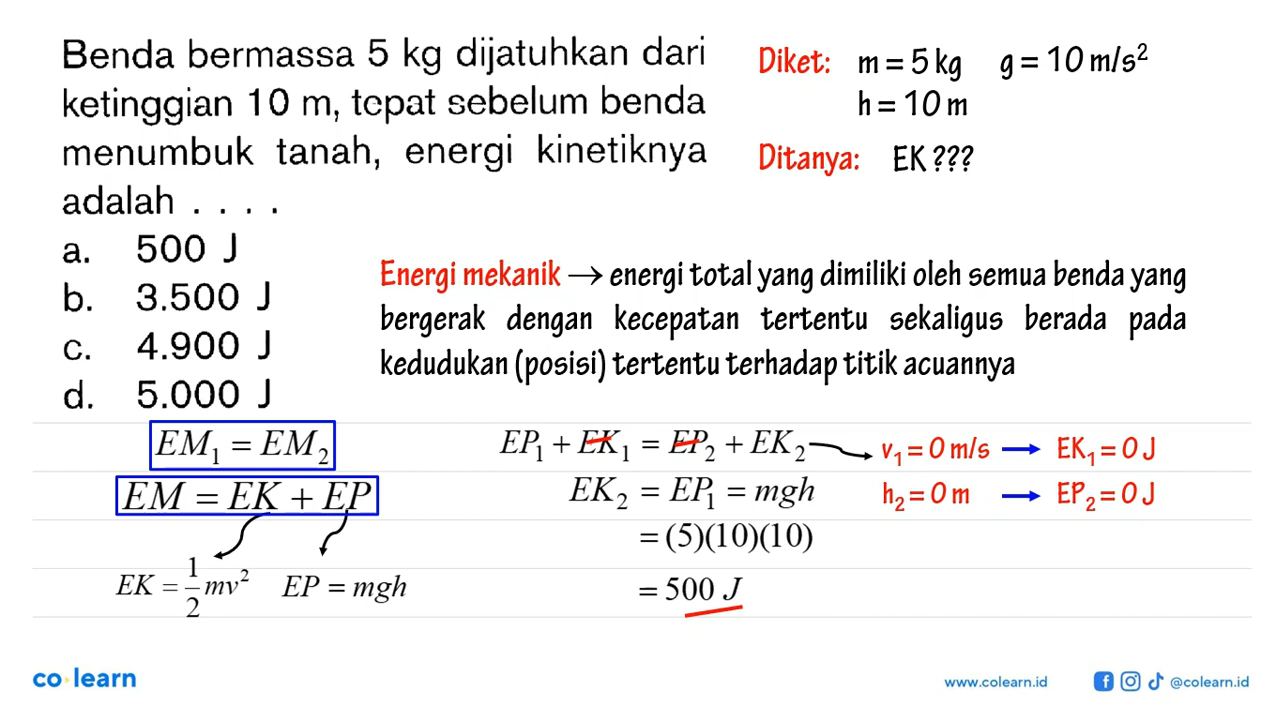 Benda bermassa 5 kg dijatuhkan dari
ketinggian 10 m, tepat sebelum benda
menumbuk tanah, energi kinetiknya
adalah . . . .
a. 500 J
b. 3.500 J
c. 4.900 J
d. 5.000 J
Diket: m = 5 kg g = 10 m/s²
h = 10 m
Ditanya: EK ???
Energi mekanik → energi total yang dimiliki oleh semua benda yang
bergerak dengan kecepatan tertentu sekaligus berada pada
kedudukan (posisi) tertentu terhadap titik acuannya
EM₁ = EM₂
EM = EK + EP
EK = 1/2 mv² EP = mgh
EP₁ + EK₁ = EP₂ + EK₂
EK₂ = EP₁ = mgh
= (5)(10)(10)
= 500 J
v₁ = 0 m/s → EK₁ = 0 J
h₂ = 0 m → EP₂ = 0 J
co learn
www.colearn.id
@colearn.id